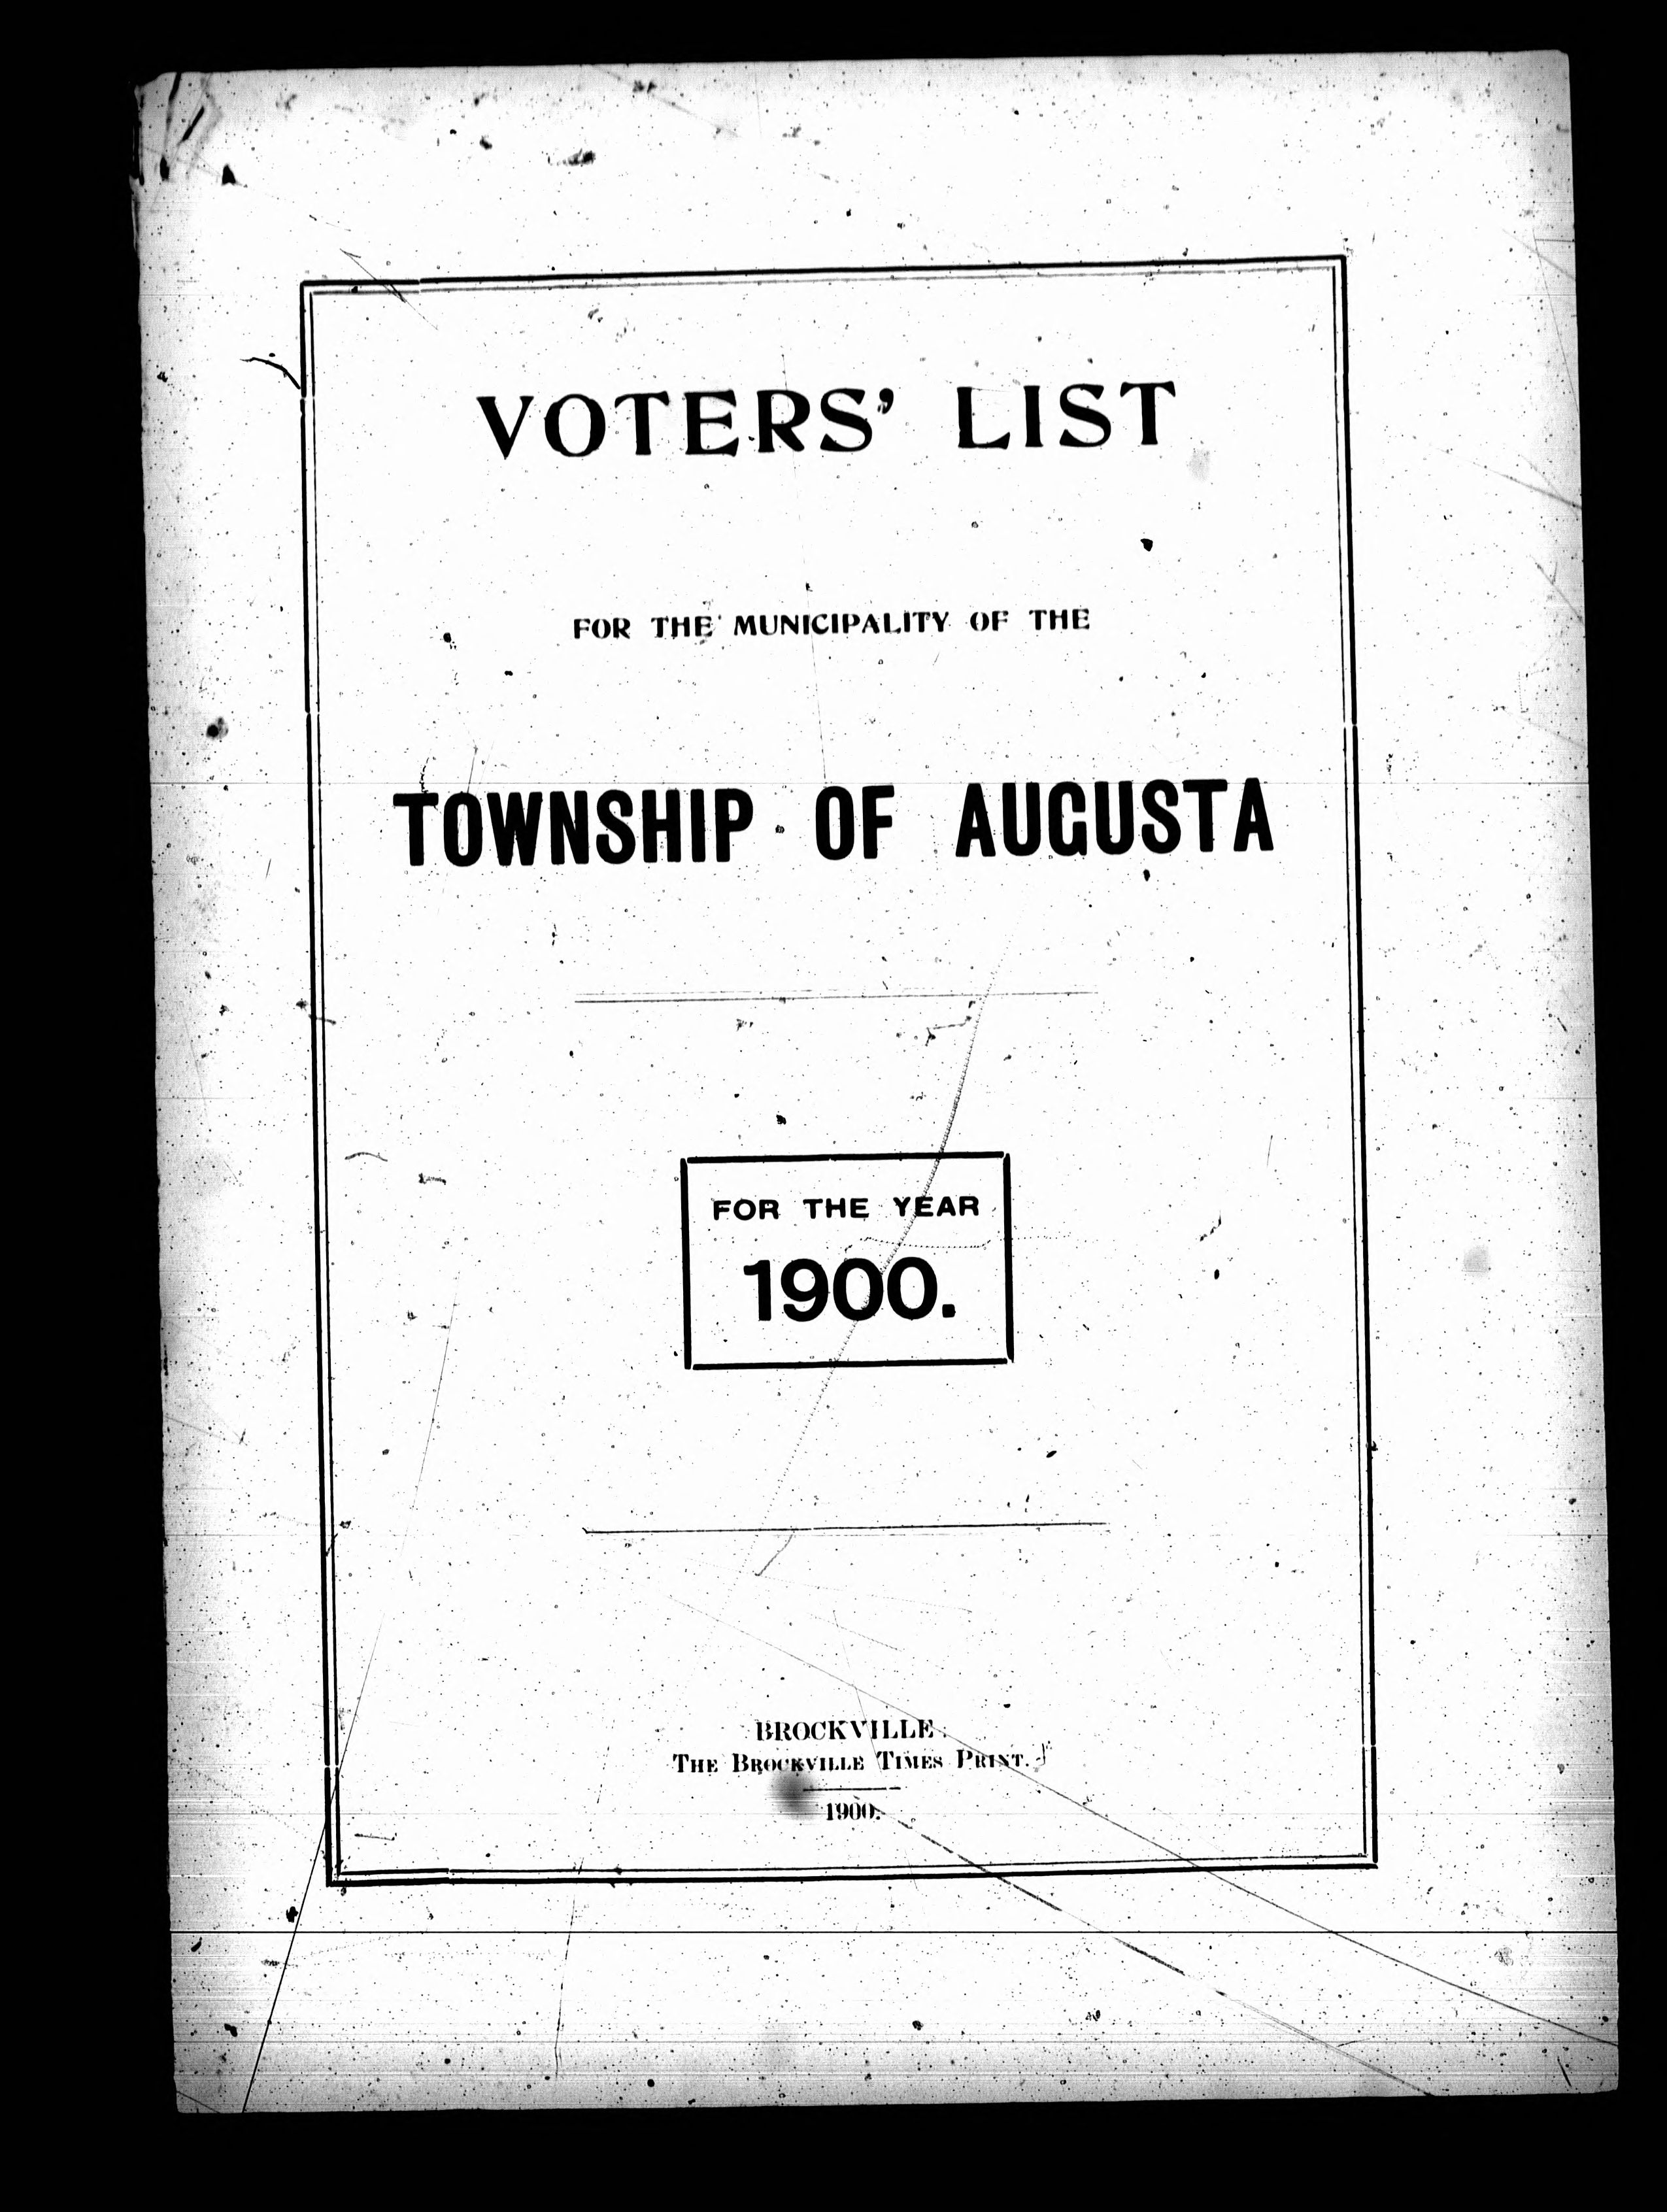 VOTERS' LIST
FOR THE MUNICIPALITY OF THE
TOWNSHIP OF AUGUSTA
FOR THE YEAR
1900.
BROCKVILLE:
THE BROCKVILLE TIMES PRINT.
1900.